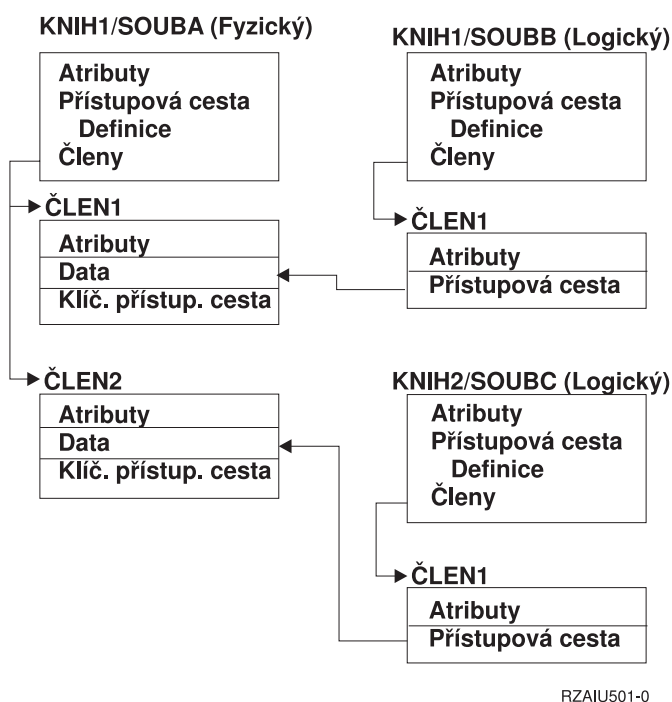 KNIH1/SOUBA (Fyzický)
Atributy
Přístupová cesta
Definice
Členy
ČLEN1
Atributy
Data
Klíč. přístup. cesta
ČLEN2
Atributy
Data
Klíč. přístup. cesta
KNIH1/SOUBB (Logický)
Atributy
Přístupová cesta
Definice
Členy
ČLEN1
Atributy
Přístupová cesta
KNIH2/SOUBC (Logický)
Atributy
Přístupová cesta
Definice
Členy
ČLEN1
Atributy
Přístupová cesta
RZAIU501-0